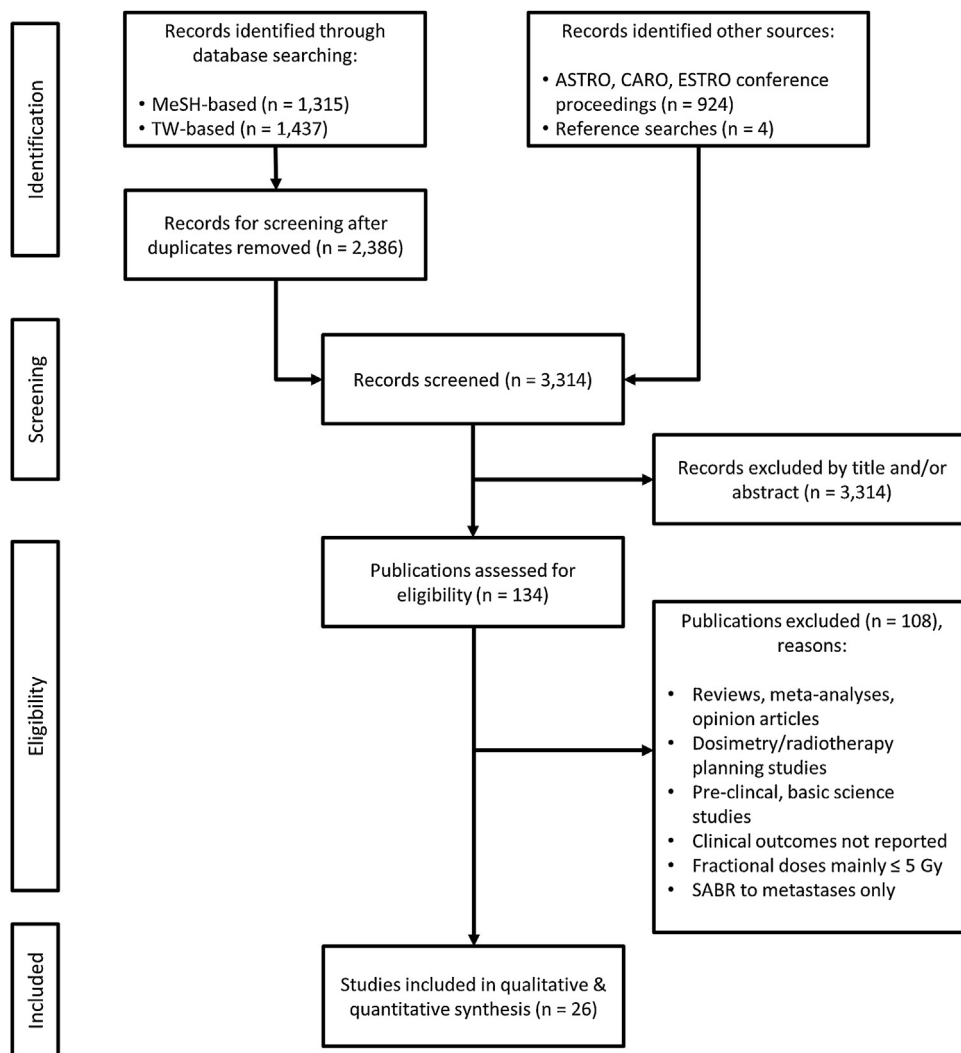 Identification
Records identified through
database searching:
• MeSH-based (n = 1,315)
• TW-based (n = 1,437)
Records identified other sources:
• ASTRO, CARO, ESTRO conference
proceedings (n = 924)
• Reference searches (n = 4)
Records for screening after
duplicates removed (n = 2,386)
Screening
Records screened (n = 3,314)
Records excluded by title and/or
abstract (n = 3,314)
Eligibility
Publications assessed for
eligibility (n = 134)
Publications excluded (n = 108),
reasons:
• Reviews, meta-analyses,
opinion articles
• Dosimetry/radiotherapy
planning studies
• Pre-clincal, basic science
studies
• Clinical outcomes not reported
• Fractional doses mainly ≤ 5 Gy
• SABR to metastases only
Included
Studies included in qualitative &
quantitative synthesis (n = 26)